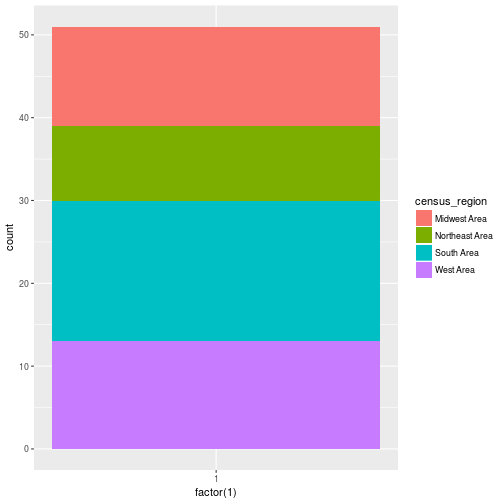 50
40
30
20
10
0
count
1
factor(1)
census_region
Midwest Area
Northeast Area
South Area
West Area